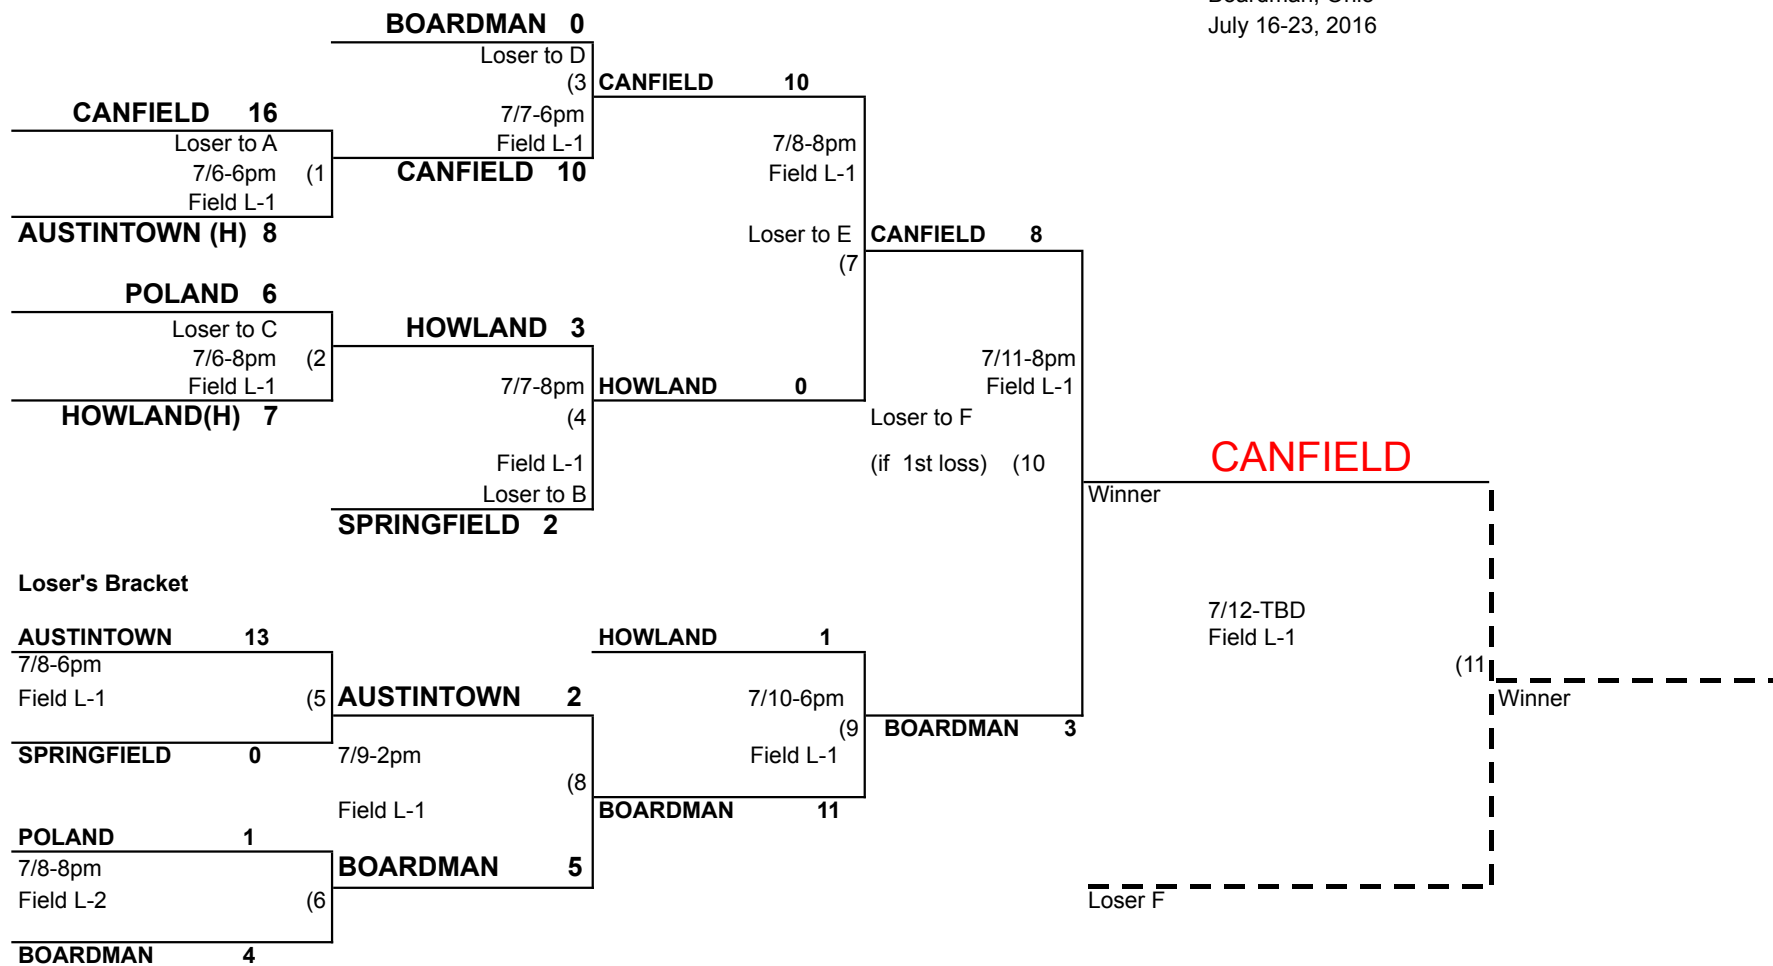 Boardman, Ohio
July 16-23, 2016
BOARDMAN 0
Loser to D
(3
CANFIELD 10
7/7-6pm
Field L-1
CANFIELD 10
CANFIELD 16
Loser to A
7/6-6pm (1
Field L-1
AUSTINTOWN (H) 8
7/8-8pm
Field L-1
Loser to E
(7
CANFIELD 8
POLAND 6
Loser to C
7/6-8pm (2
Field L-1
HOWLAND(H) 7
HOWLAND 3
7/7-8pm
(4
Field L-1
Loser to B
SPRINGFIELD 2
HOWLAND 0
7/11-8pm
Field L-1
Loser to F
(if 1st loss) (10
CANFIELD
Winner
Loser's Bracket
AUSTINTOWN 13
7/8-6pm
Field L-1 (5
SPRINGFIELD 0
AUSTINTOWN 2
7/9-2pm
(8
Field L-1
BOARDMAN 5
POLAND 1
7/8-8pm
Field L-2 (6
BOARDMAN 4
HOWLAND 1
7/10-6pm
(9
Field L-1
BOARDMAN 11
BOARDMAN 3
7/12-TBD
Field L-1
(11
Winner
Loser F